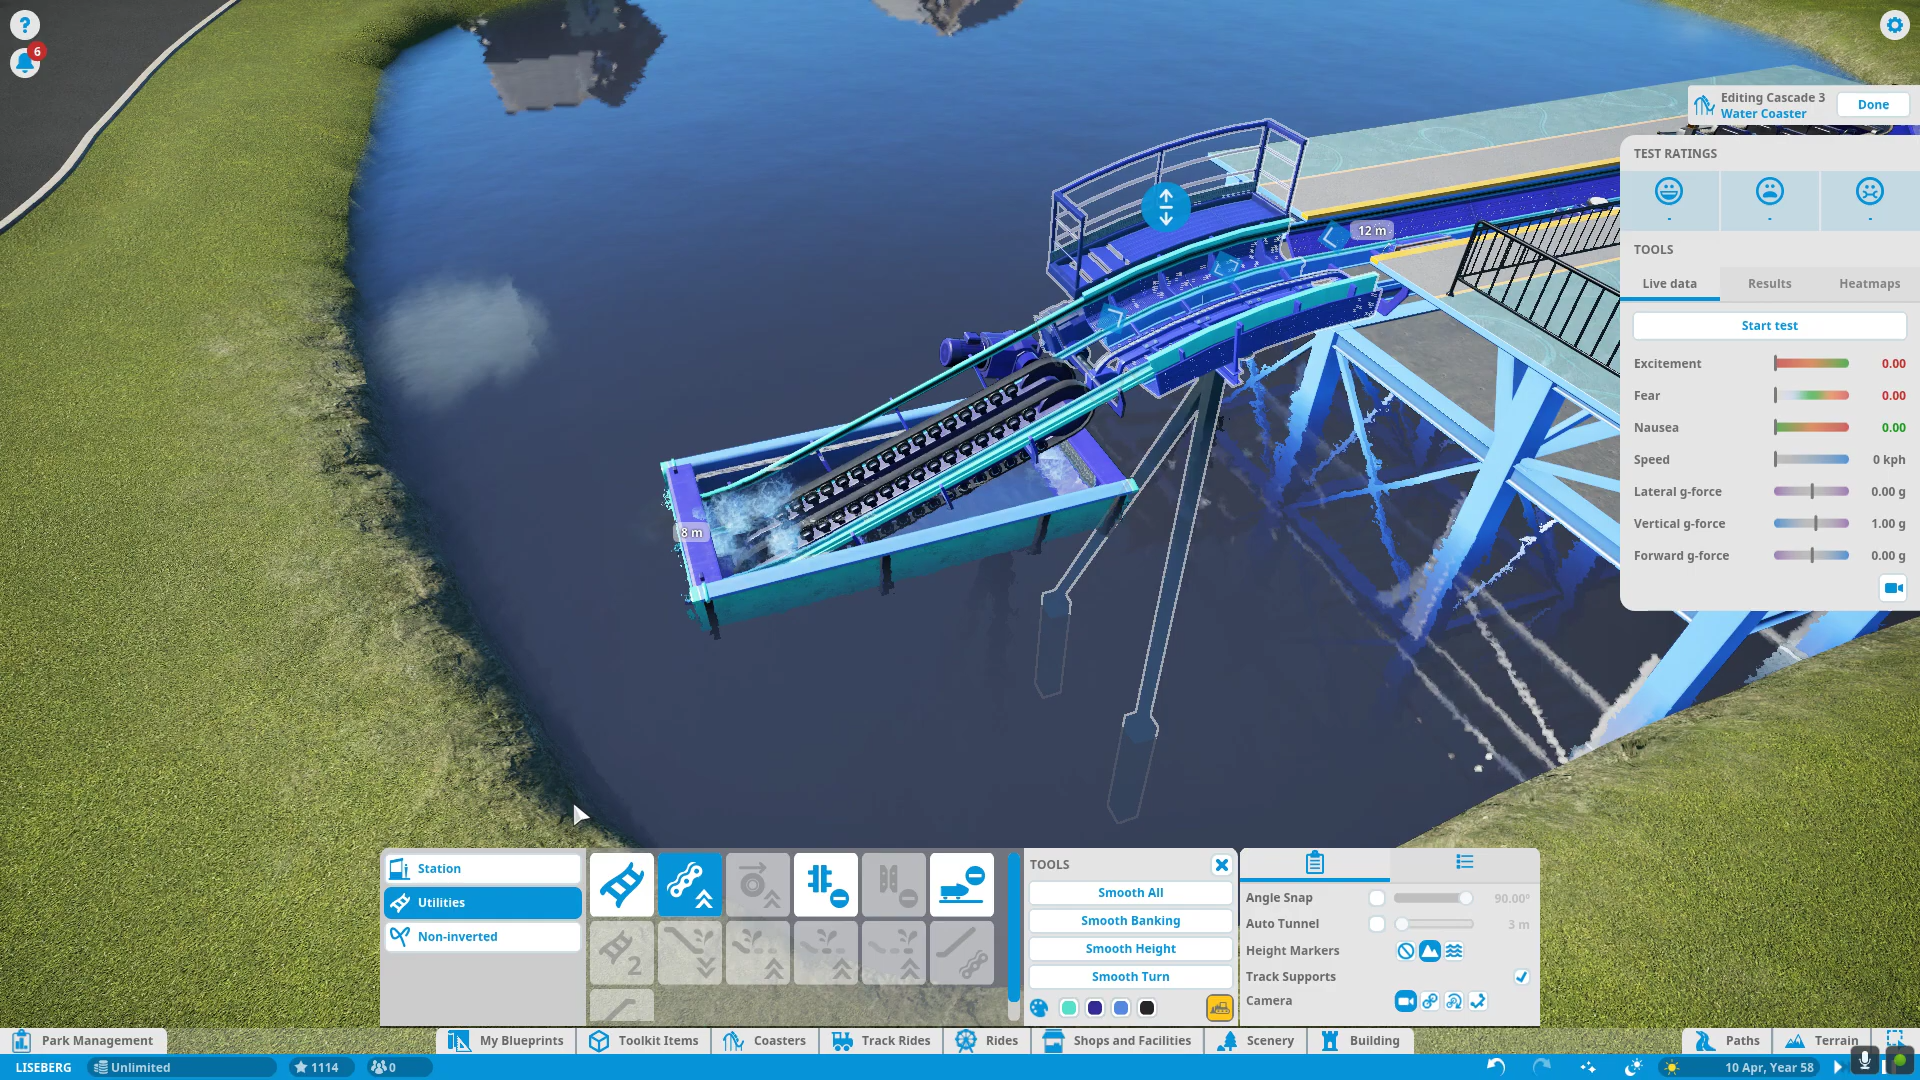 ?
6
Editing Cascade 3
Water Coaster
Done
TEST RATINGS
- - -
TOOLS
Live data Results Heatmaps
Start test
Excitement 0.00
Fear 0.00
Nausea 0.00
Speed 0 kph
Lateral g-force 0.00 g
Vertical g-force 1.00 g
Forward g-force 0.00 g
12 m
8 m
Station
Utilities
Non-inverted
2
TOOLS
Smooth All
Smooth Banking
Smooth Height
Smooth Turn
Angle Snap 90.00°
Auto Tunnel 3 m
Height Markers
Track Supports
Camera
Park Management
My Blueprints
Toolkit Items
Coasters
Track Rides
Rides
Shops and Facilities
Scenery
Building
Paths
Terrain
LISEBERG
Unlimited
1114
0
10 Apr, Year 58